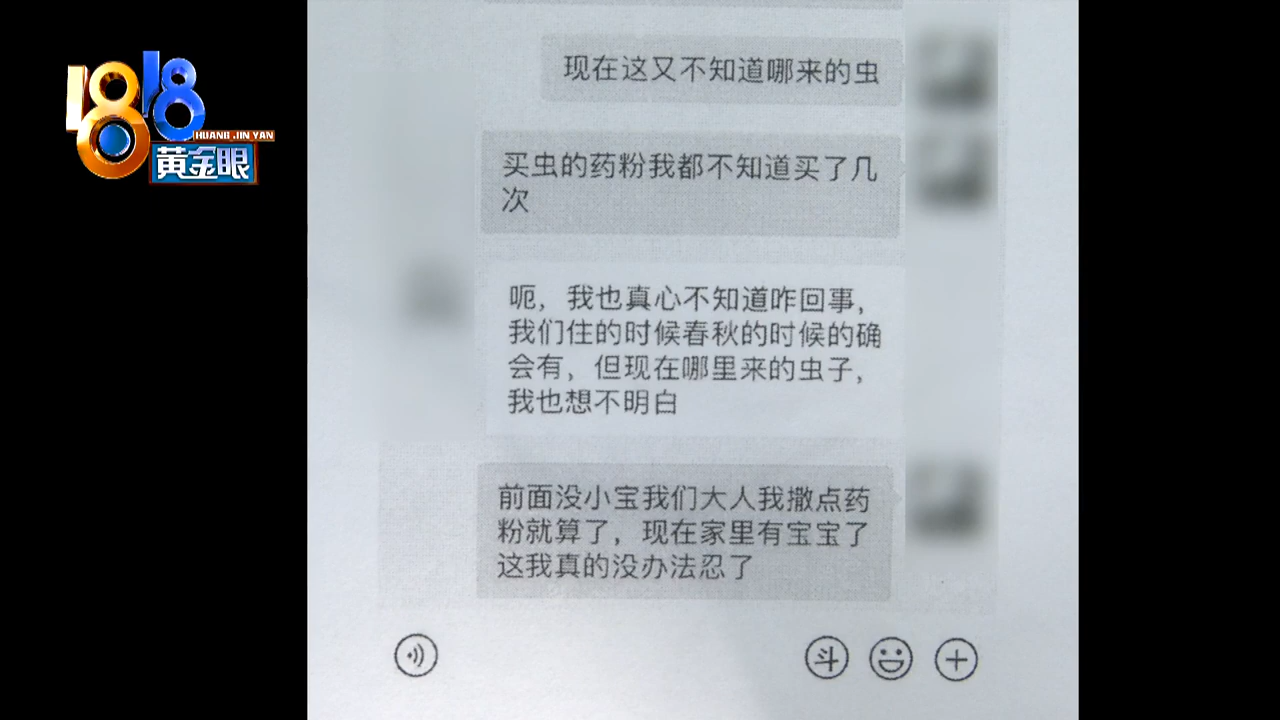 1818
HUANG JIN YAN
黄金眼
现在这又不知道哪来的虫
买虫的药粉我都不知道买了几
次
呃，我也真心不知道咋回事，
我们住的时候春秋的时候的确
会有，但现在哪里来的虫子，
我也想不明白
前面没小宝我们大人我撒点药
粉就算了，现在家里有宝宝了
这我真的没办法忍了
斗